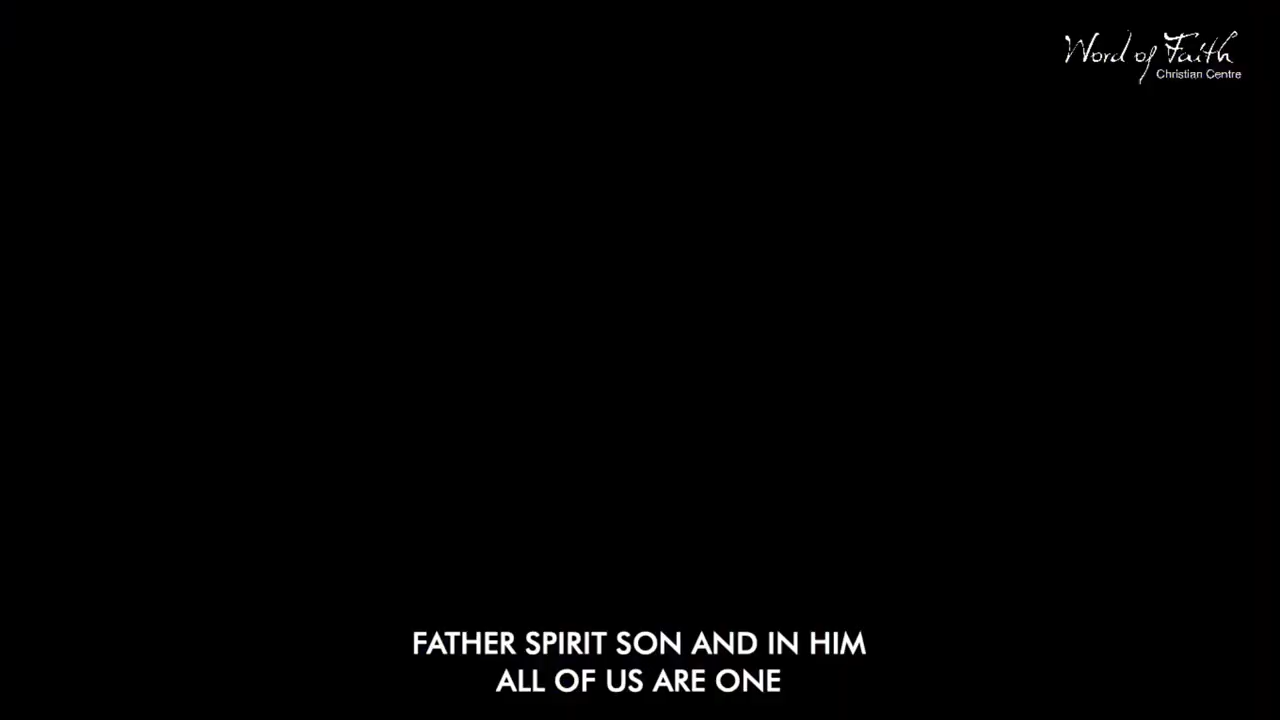 Word of Faith
Christian Centre
FATHER SPIRIT SON AND IN HIM
ALL OF US ARE ONE